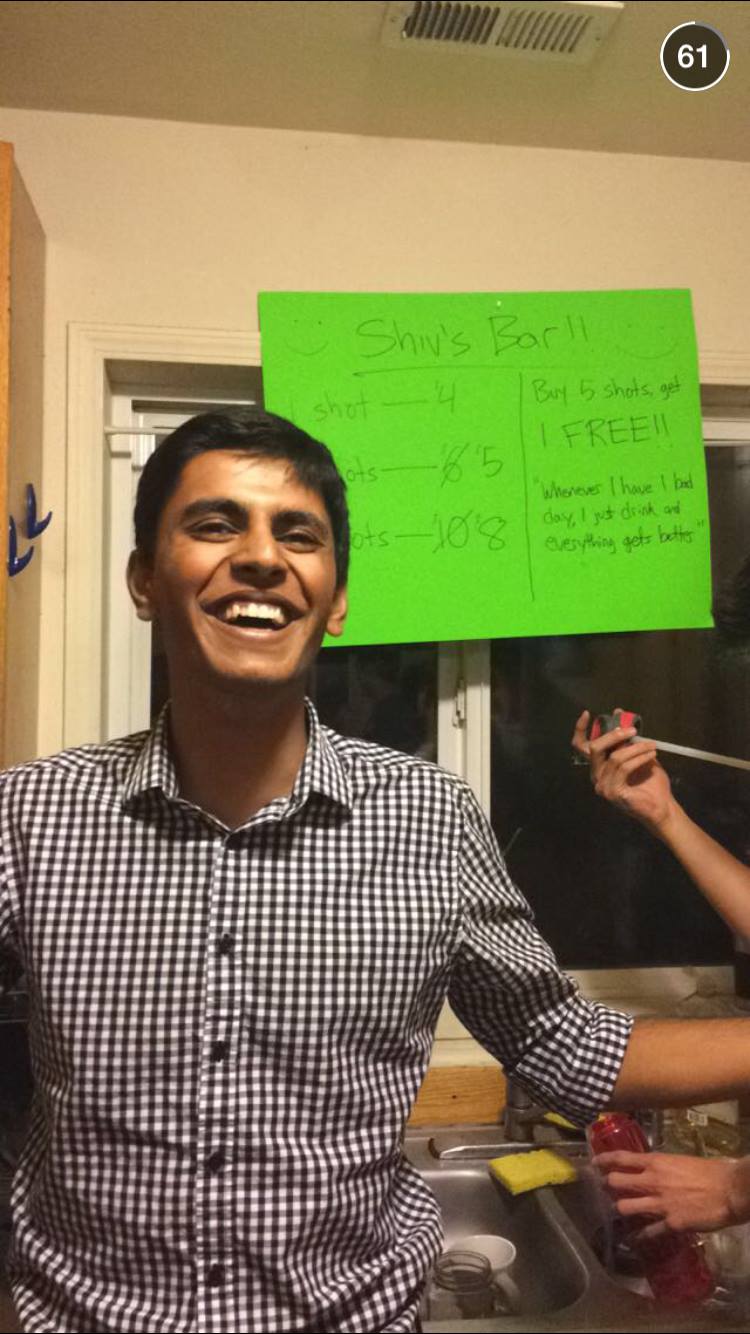 61
Shiv's Bar!!
shot — $4
ots — $6 $5
ots — $10 $8
Buy 5 shots, get
1 FREE!!
"Whenever I have 1 bad
day, I just drink and
everything gets better"